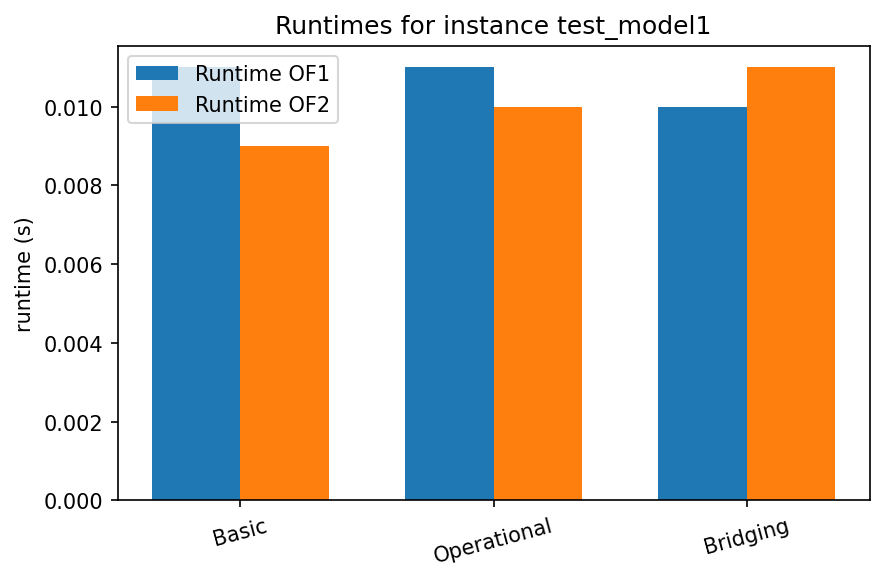 Runtimes for instance test_model1
Runtime OF1
Runtime OF2
runtime (s)
0.010
0.008
0.006
0.004
0.002
0.000
Basic
Operational
Bridging